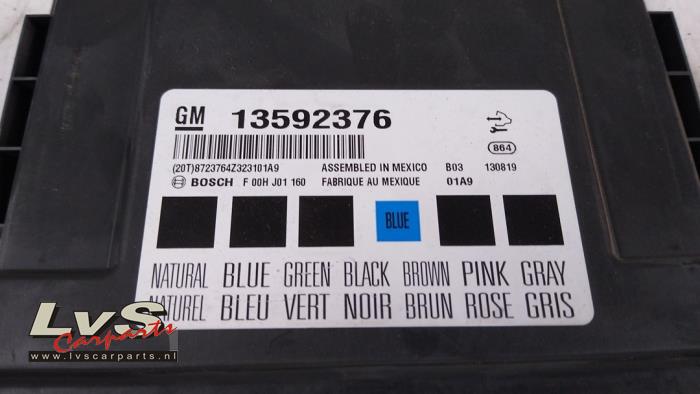 GM 13592376
864
(20T)8723764Z323101A9 ASSEMBLED IN MEXICO B03 130819
BOSCH F 00H J01 160 FABRIQUE AU MEXIQUE 01A9
BLUE
NATURAL BLUE GREEN BLACK BROWN PINK GRAY
NATUREL BLEU VERT NOIR BRUN ROSE GRIS
LvS
Carparts
www.lvscarparts.nl